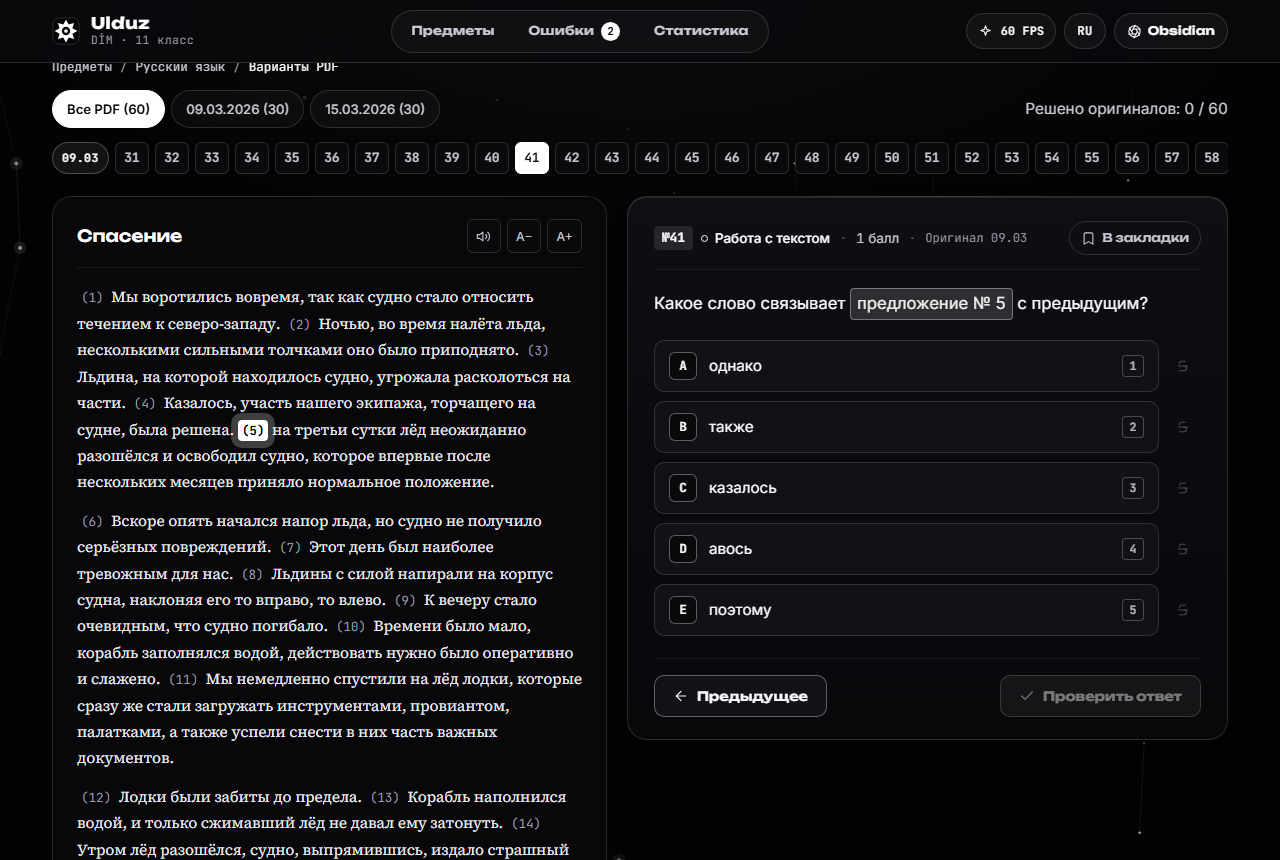 Ulduz
DİM · 11 класс
Предметы
Ошибки 2
Статистика
60 FPS
RU
Obsidian
Предметы / Русский язык / Варианты PDF
Все PDF (60)
09.03.2026 (30)
15.03.2026 (30)
Решено оригиналов: 0 / 60
09.03 31 32 33 34 35 36 37 38 39 40 41 42 43 44 45 46 47 48 49 50 51 52 53 54 55 56 57 58
Спасение
A−
A+
(1) Мы воротились вовремя, так как судно стало относить
течением к северо-западу. (2) Ночью, во время налёта льда,
несколькими сильными толчками оно было приподнято. (3)
Льдина, на которой находилось судно, угрожала расколоться на
части. (4) Казалось, участь нашего экипажа, торчащего на
судне, была решена. (5) на третьи сутки лёд неожиданно
разошёлся и освободил судно, которое впервые после
нескольких месяцев приняло нормальное положение.
(6) Вскоре опять начался напор льда, но судно не получило
серьёзных повреждений. (7) Этот день был наиболее
тревожным для нас. (8) Льдины с силой напирали на корпус
судна, наклоняя его то вправо, то влево. (9) К вечеру стало
очевидным, что судно погибало. (10) Времени было мало,
корабль заполнялся водой, действовать нужно было оперативно
и слажено. (11) Мы немедленно спустили на лёд лодки, которые
сразу же стали загружать инструментами, провиантом,
палатками, а также успели снести в них часть важных
документов.
(12) Лодки были забиты до предела. (13) Корабль наполнился
водой, и только сжимавший лёд не давал ему затонуть. (14)
Утром лёд разошёлся, судно, выпрямившись, издало страшный
№41
Работа с текстом · 1 балл · Оригинал 09.03
В закладки
Какое слово связывает предложение № 5 с предыдущим?
A однако 1
B также 2
C казалось 3
D авось 4
E поэтому 5
Предыдущее
Проверить ответ